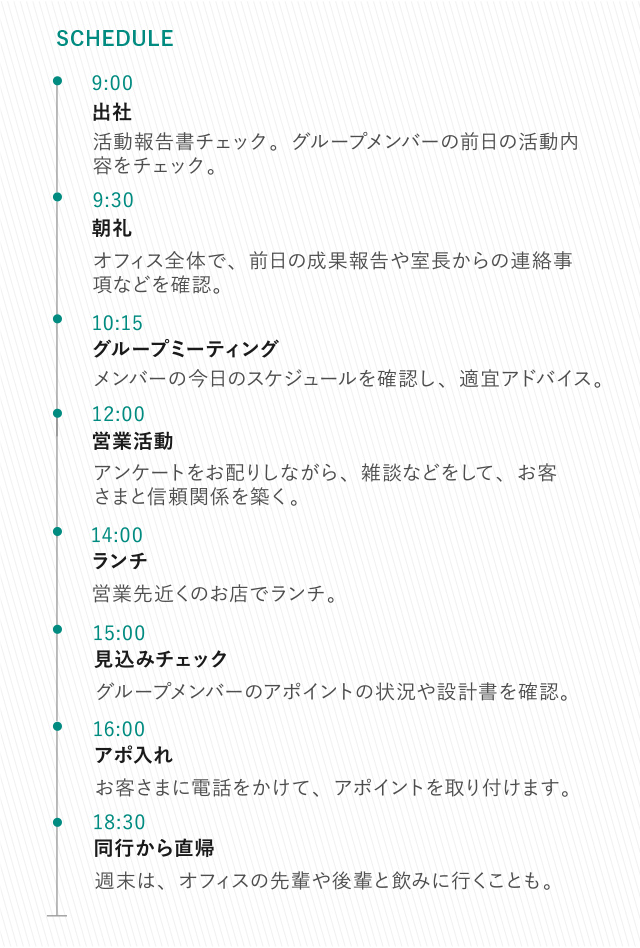 SCHEDULE
9:00
出社
活動報告書チェック。グループメンバーの前日の活動内
容をチェック。
9:30
朝礼
オフィス全体で、前日の成果報告や室長からの連絡事
項などを確認。
10:15
グループミーティング
メンバーの今日のスケジュールを確認し、適宜アドバイス。
12:00
営業活動
アンケートをお配りしながら、雑談などをして、お客
さまと信頼関係を築く。
14:00
ランチ
営業先近くのお店でランチ。
15:00
見込みチェック
グループメンバーのアポイントの状況や設計書を確認。
16:00
アポ入れ
お客さまに電話をかけて、アポイントを取り付けます。
18:30
同行から直帰
週末は、オフィスの先輩や後輩と飲みに行くことも。